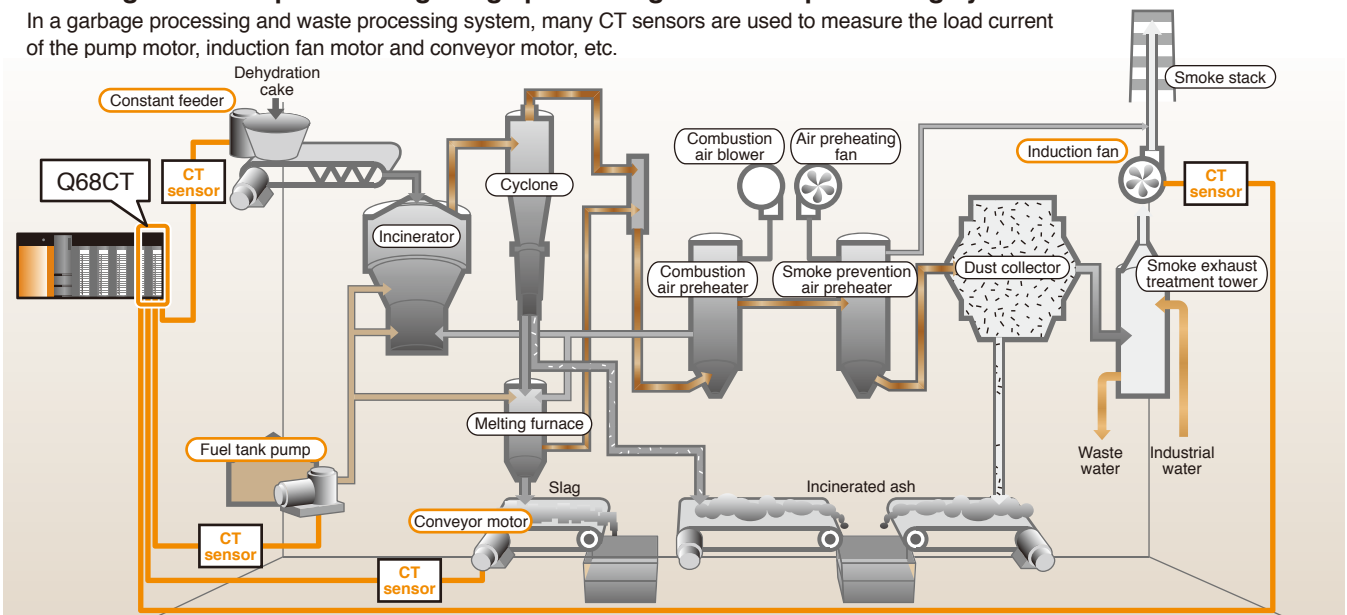 In a garbage processing and waste processing system, many CT sensors are used to measure the load current
of the pump motor, induction fan motor and conveyor motor, etc.
Dehydration
cake
Constant feeder
Smoke stack
CT
sensor
Q68CT
Combustion
air blower
Air preheating
fan
Induction fan
CT
sensor
Cyclone
Incinerator
Combustion
air preheater
Smoke prevention
air preheater
Dust collector
Smoke exhaust
treatment tower
Melting furnace
Fuel tank pump
Waste
water
Industrial
water
Slag
Incinerated ash
Conveyor motor
CT
sensor
CT
sensor